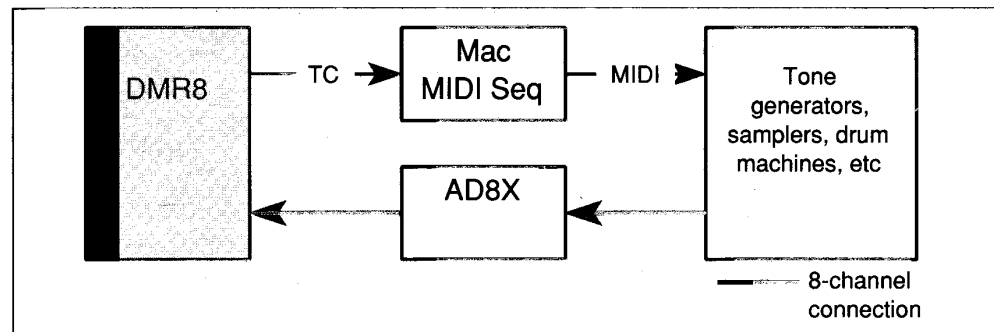 DMR8
TC
Mac
MIDI Seq
MIDI
Tone
generators,
samplers, drum
machines, etc
AD8X
8-channel
connection